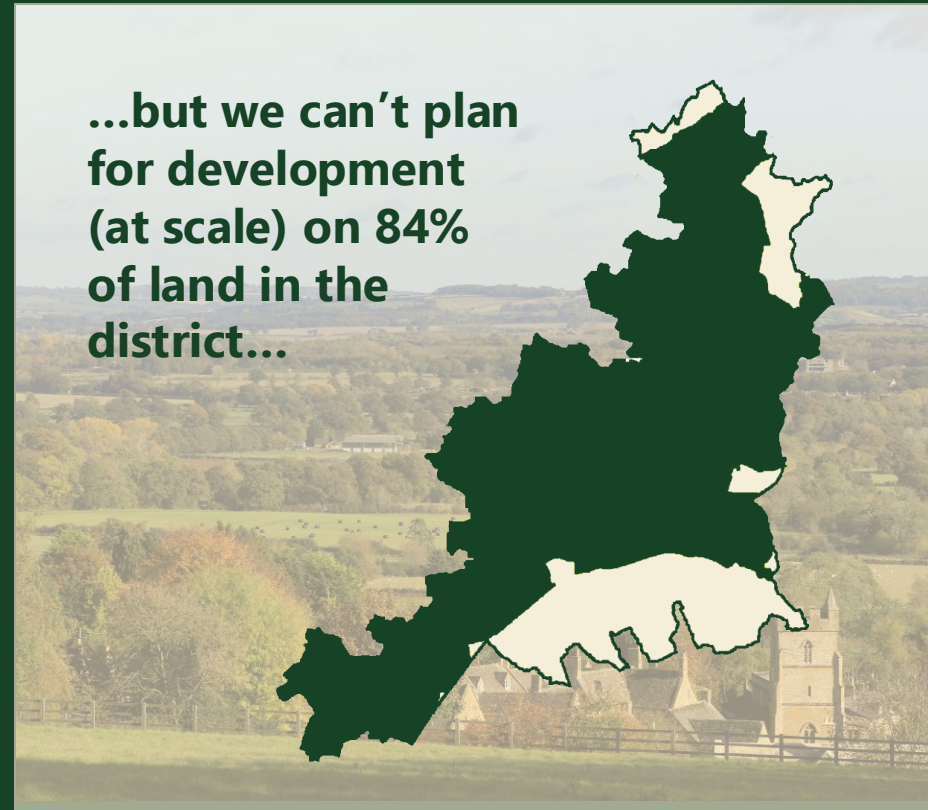 ...but we can’t plan
for development
(at scale) on 84%
of land in the
district...